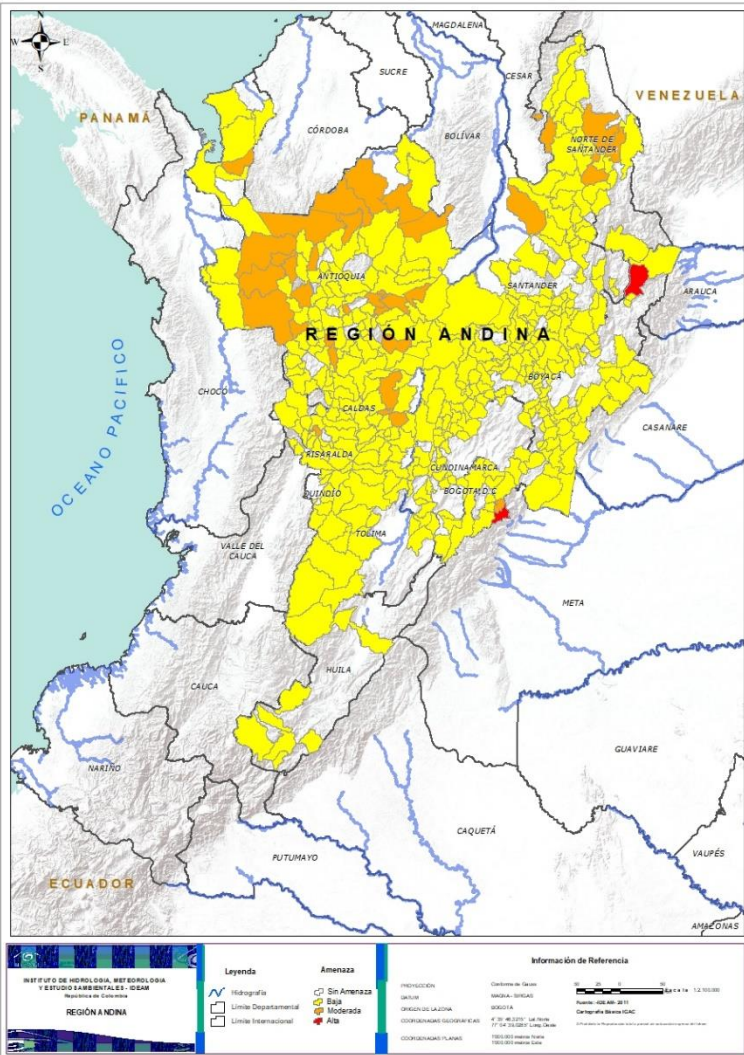 N
W
L
S
MAGDALENA
SUCRE
CESAR
VENEZUELA
PANAMÁ
CÓRDOBA
BOLÍVAR
NORTE DE
SANTANDER
ANTIOQUIA
SANTANDER
ARAUCA
REGIÓN ANDINA
OCEANO PACIFICO
CHOCÓ
BOYACÁ
CALDAS
CASANARE
RISARALDA
CUNDINAMARCA
QUINDIO
BOGOTÁ D.C
TOLIMA
VALLE DEL
CAUCA
META
HUILA
CAUCA
GUAVIARE
NARIÑO
CAQUETÁ
PUTUMAYO
VAUPÉS
ECUADOR
AMAZONAS
INSTITUTO DE HIDROLOGIA, METEOROLOGIA
Y ESTUDIOS AMBIENTALES - IDEAM
República de Colombia
REGIÓN ANDINA
Leyenda
Hidrografía
Límite Departamental
Límite Internacional
Amenaza
Sin Amenaza
Baja
Moderada
Alta
Información de Referencia
PROYECCIÓN Conforme de Gauss
DATUM MAGNA - SIRGAS
ORIGEN DE LA ZONA BOGOTÁ
COORDENADAS GEOGRÁFICAS
COORDENADAS PLANAS
Fuente: IDEAM- 2011
Cartografía Básica IGAC